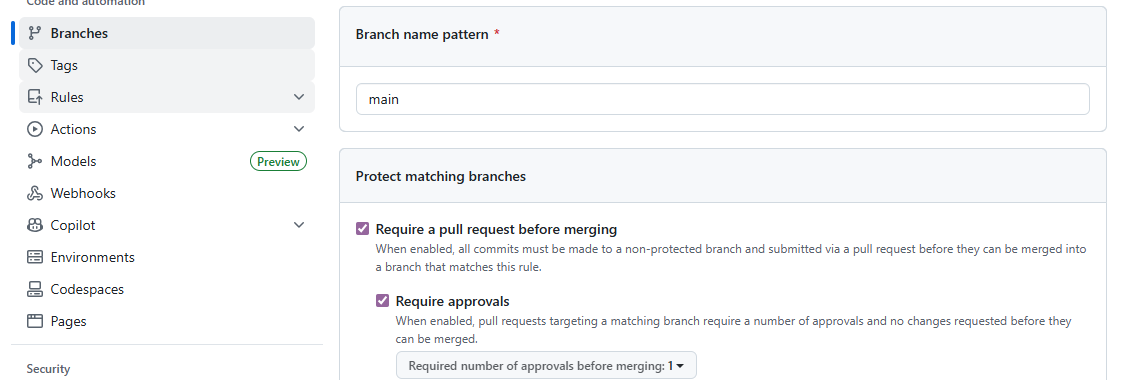 Code and automation
Branches
Tags
Rules
Actions
Models
Preview
Webhooks
Copilot
Environments
Codespaces
Pages
Security
Branch name pattern *
main
Protect matching branches
Require a pull request before merging
When enabled, all commits must be made to a non-protected branch and submitted via a pull request before they can be merged into
a branch that matches this rule.
Require approvals
When enabled, pull requests targeting a matching branch require a number of approvals and no changes requested before they
can be merged.
Required number of approvals before merging: 1